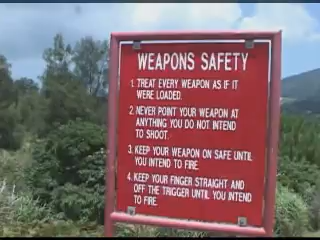 WEAPONS SAFETY
1. TREAT EVERY WEAPON AS IF IT
WERE LOADED.
2. NEVER POINT YOUR WEAPON AT
ANYTHING YOU DO NOT INTEND
TO SHOOT.
3. KEEP YOUR WEAPON ON SAFE UNTIL
YOU INTEND TO FIRE.
4. KEEP YOUR FINGER STRAIGHT AND
OFF THE TRIGGER UNTIL YOU INTEND
TO FIRE.